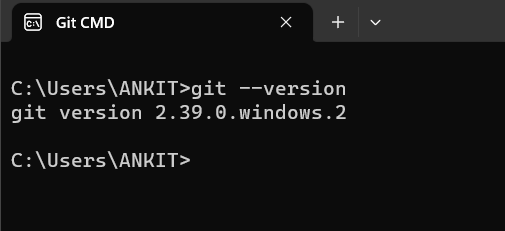 Git CMD
C:\Users\ANKIT>git --version
git version 2.39.0.windows.2
C:\Users\ANKIT>